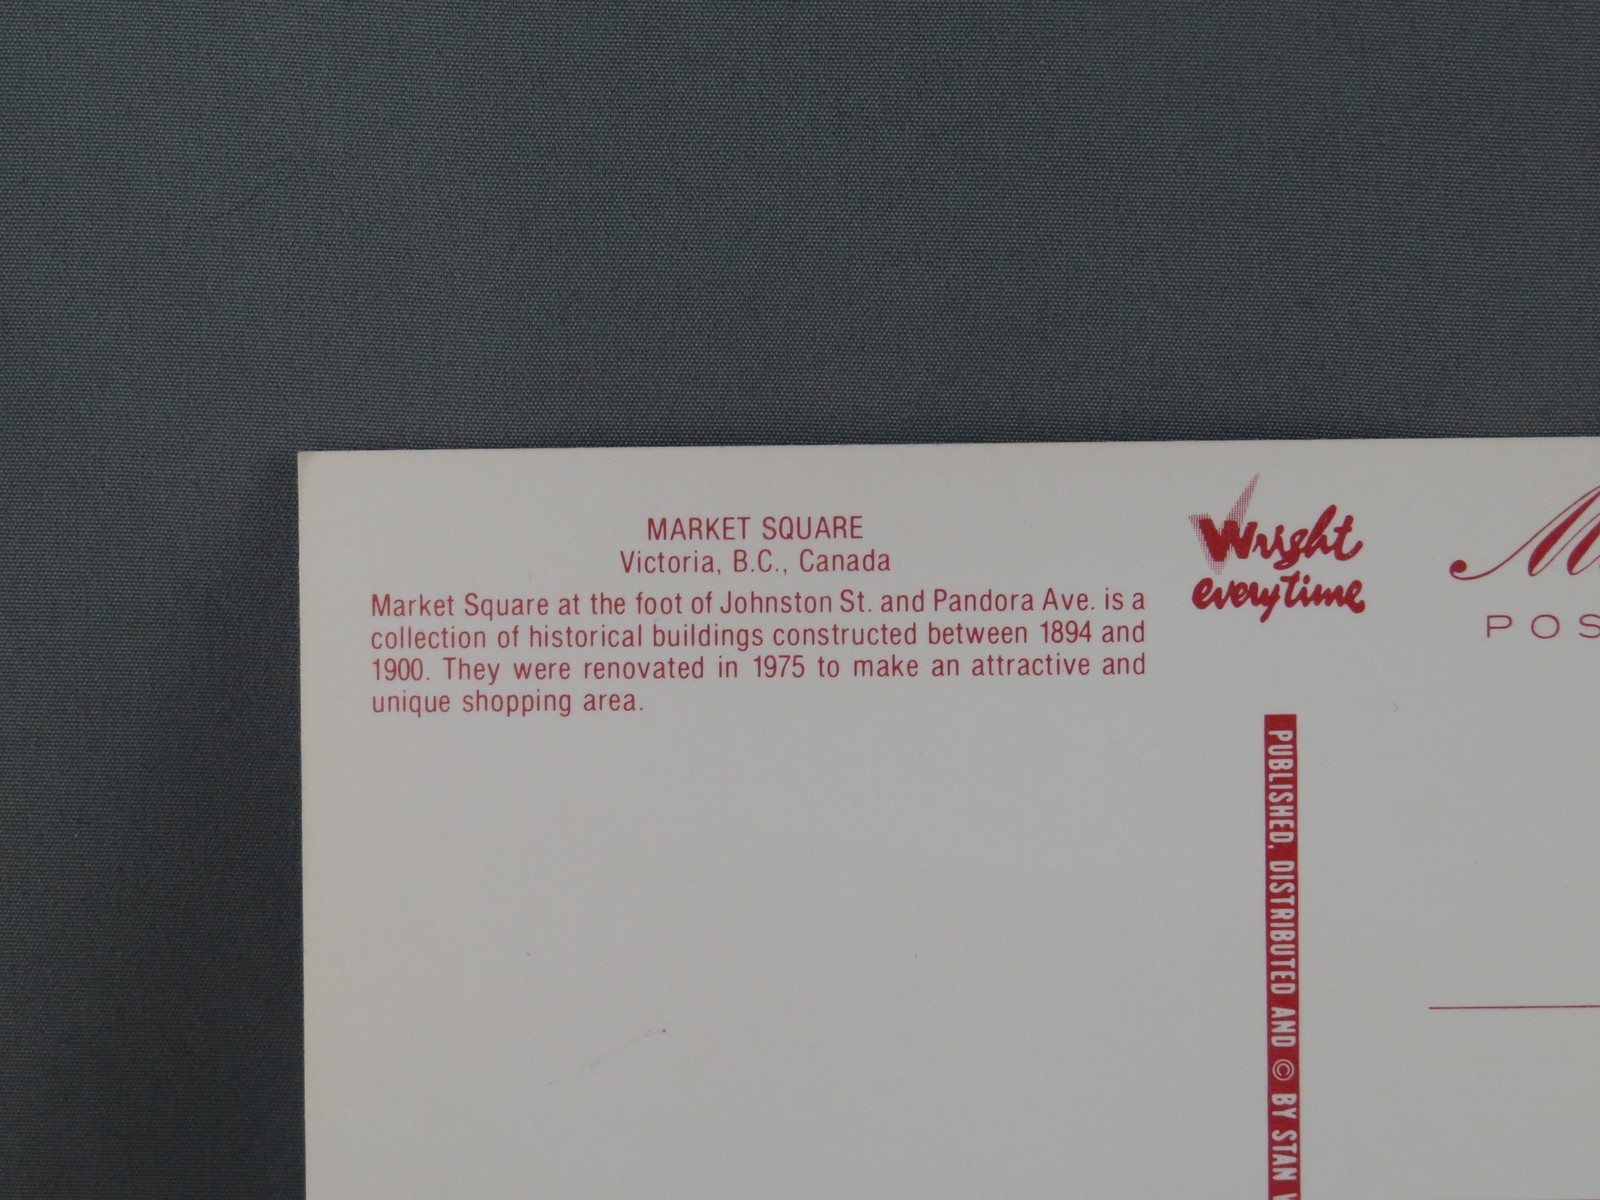 MARKET SQUARE
Victoria, B.C., Canada
Market Square at the foot of Johnston St. and Pandora Ave. is a
collection of historical buildings constructed between 1894 and
1900. They were renovated in 1975 to make an attractive and
unique shopping area.
Wright
everytime
POS
PUBLISHED, DISTRIBUTED AND © BY STAN